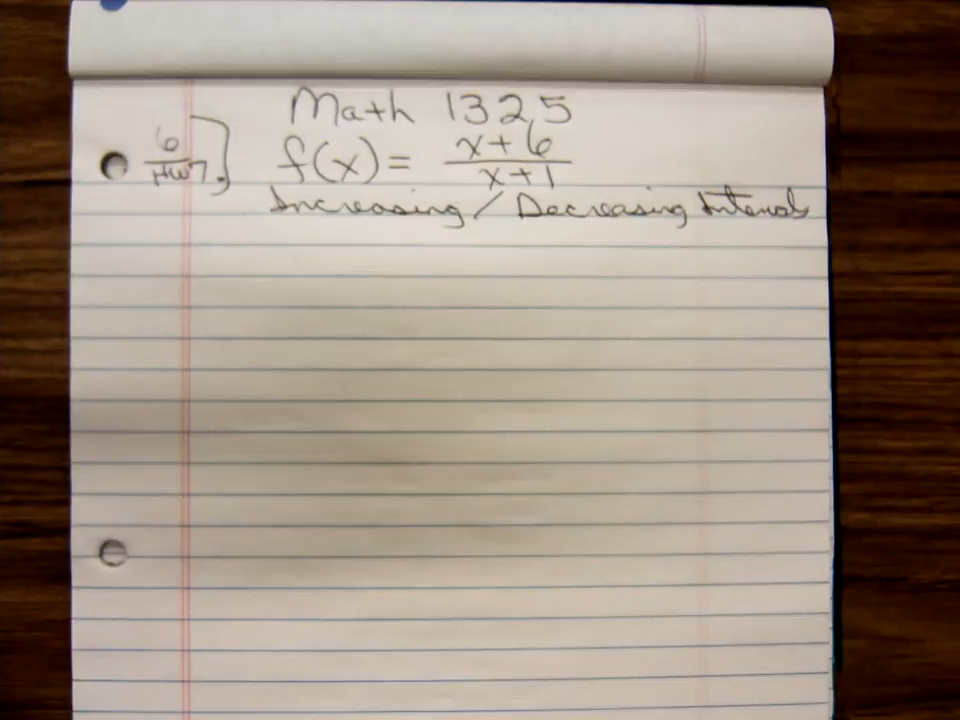 Math 1325
6
HW7.
f(x) = x+6
x+1
Increasing/Decreasing Intervals